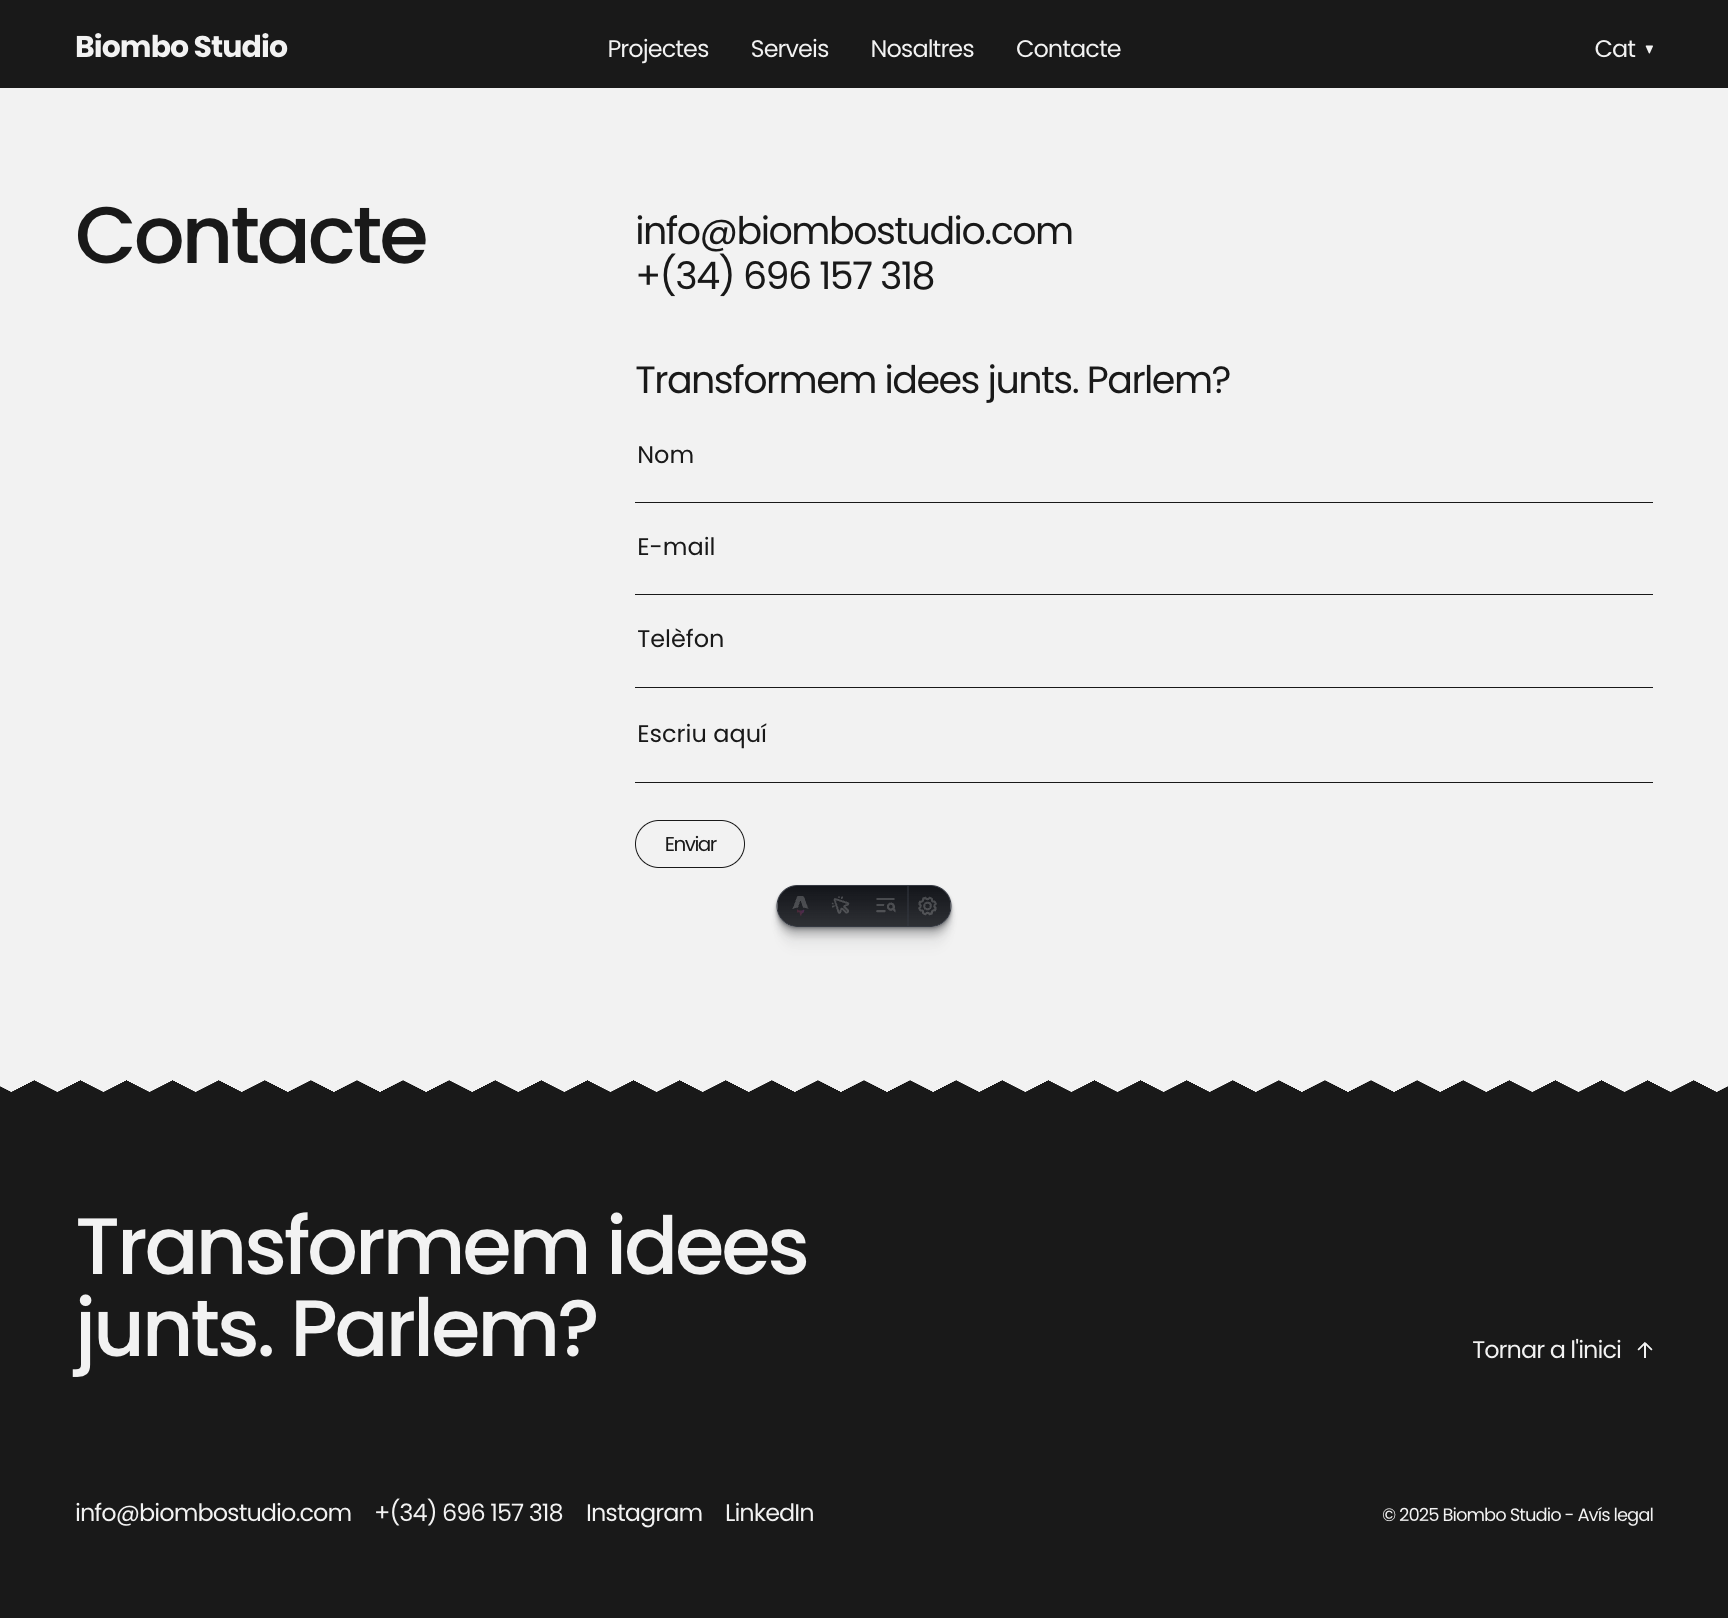 Biombo Studio
Projectes Serveis Nosaltres Contacte
Cat ▾
Contacte
info@biombostudio.com
+(34) 696 157 318
Transformem idees junts. Parlem?
Nom
E-mail
Telèfon
Escriu aquí
Enviar
Transformem idees
junts. Parlem?
Tornar a l'inici ↑
info@biombostudio.com +(34) 696 157 318 Instagram LinkedIn
© 2025 Biombo Studio - Avís legal